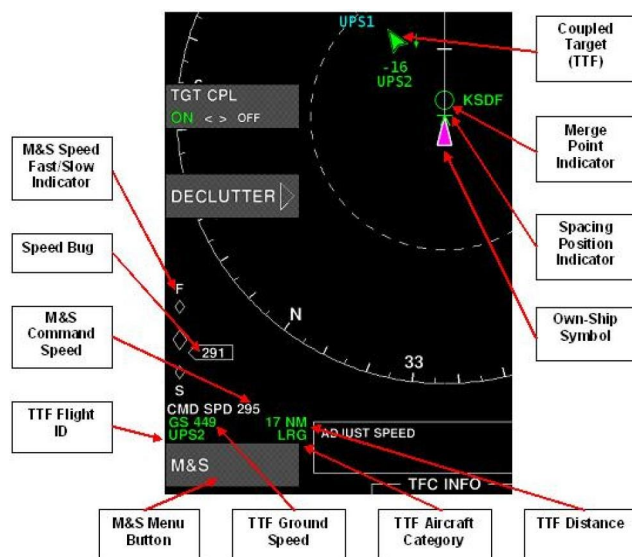 UPS1
-16
UPS2
KSDF
TGT CPL
ON < > OFF
DECLUTTER
F
291
S
N
33
CMD SPD 295
GS 449 17 NM
UPS2 LRG
ADJUST SPEED
M&S
TFC INFO
M&S Speed
Fast/Slow
Indicator
Speed Bug
M&S
Command
Speed
TTF Flight
ID
Coupled
Target
(TTF)
Merge
Point
Indicator
Spacing
Position
Indicator
Own-Ship
Symbol
M&S Menu
Button
TTF Ground
Speed
TTF Aircraft
Category
TTF Distance